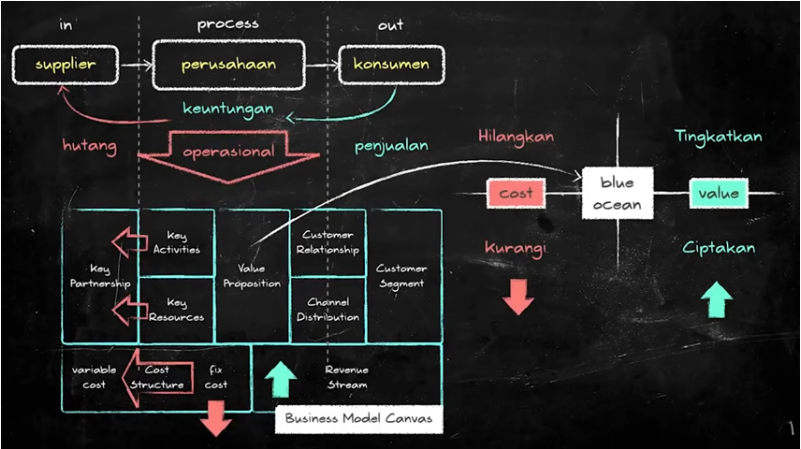 in
process
out
supplier
perusahaan
konsumen
keuntungan
hutang
operasional
penjualan
Hilangkan
Tingkatkan
cost
blue
ocean
value
Kurangi
Ciptakan
Key
Partnership
Key
Activities
Key
Resources
Value
Proposition
Customer
Relationship
Channel
Distribution
Customer
Segment
variable
cost
Cost
Structure
fix
cost
Revenue
Stream
Business Model Canvas
1